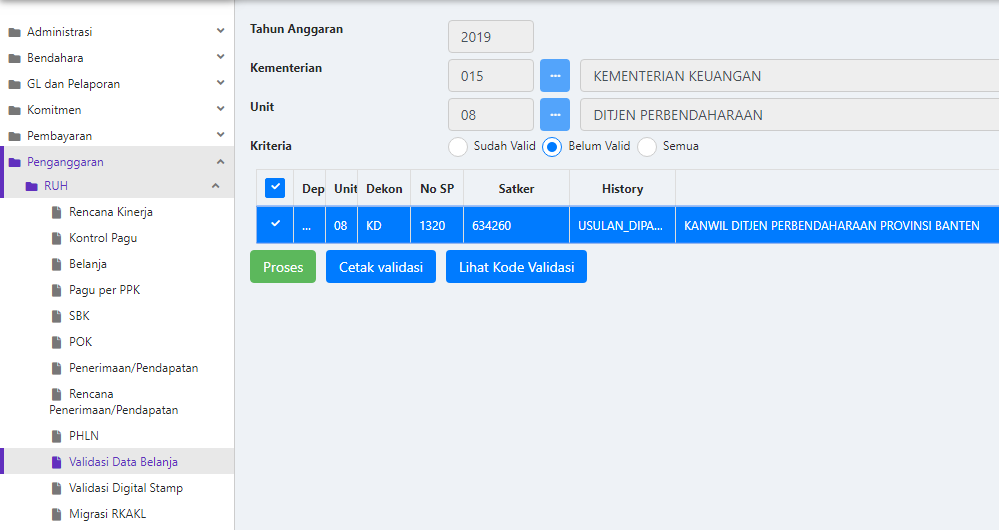 Administrasi
Bendahara
GL dan Pelaporan
Komitmen
Pembayaran
Penganggaran
RUH
Rencana Kinerja
Kontrol Pagu
Belanja
Pagu per PPK
SBK
POK
Penerimaan/Pendapatan
Rencana
Penerimaan/Pendapatan
PHLN
Validasi Data Belanja
Validasi Digital Stamp
Migrasi RKAKL
Tahun Anggaran 2019
Kementerian 015 ... KEMENTERIAN KEUANGAN
Unit 08 ... DITJEN PERBENDAHARAAN
Kriteria Sudah Valid Belum Valid Semua
Dep Unit Dekon No SP Satker History
... 08 KD 1320 634260 USULAN_DIPA... KANWIL DITJEN PERBENDAHARAAN PROVINSI BANTEN
Proses Cetak validasi Lihat Kode Validasi